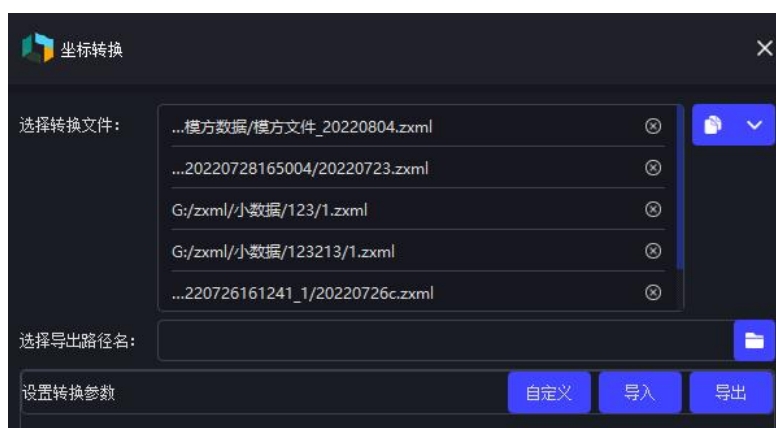 坐标转换
选择转换文件：
...模方数据/模方文件_20220804.zxml
...20220728165004/20220723.zxml
G:/zxml/小数据/123/1.zxml
G:/zxml/小数据/123213/1.zxml
...220726161241_1/20220726c.zxml
选择导出路径名：
设置转换参数 自定义 导入 导出